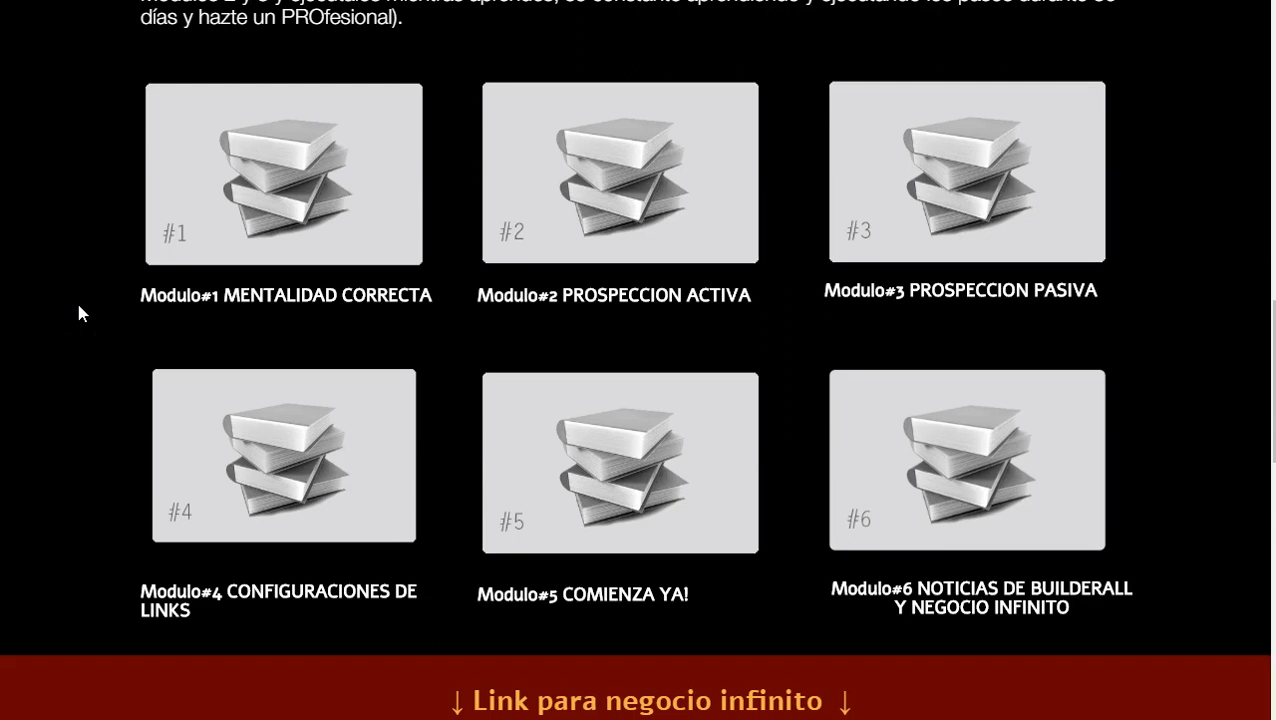 días y hazte un PROfesional).
#1
#2
#3
Modulo#1 MENTALIDAD CORRECTA
Modulo#2 PROSPECCION ACTIVA
Modulo#3 PROSPECCION PASIVA
#4
#5
#6
Modulo#4 CONFIGURACIONES DE
LINKS
Modulo#5 COMIENZA YA!
Modulo#6 NOTICIAS DE BUILDERALL
Y NEGOCIO INFINITO
↓ Link para negocio infinito ↓